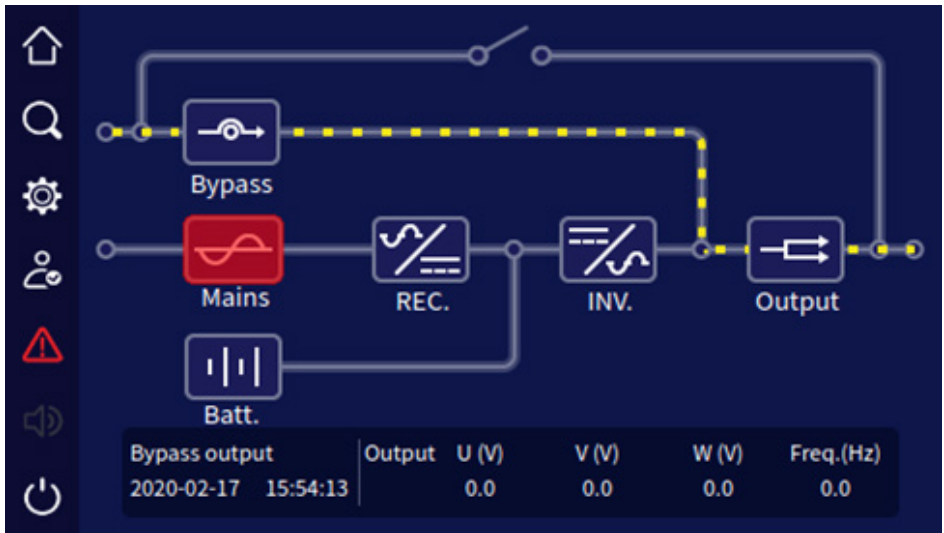 Bypass
Mains
REC.
INV.
Output
Batt.
Bypass output
2020-02-17 15:54:13
Output U (V) V (V) W (V) Freq.(Hz)
0.0 0.0 0.0 0.0